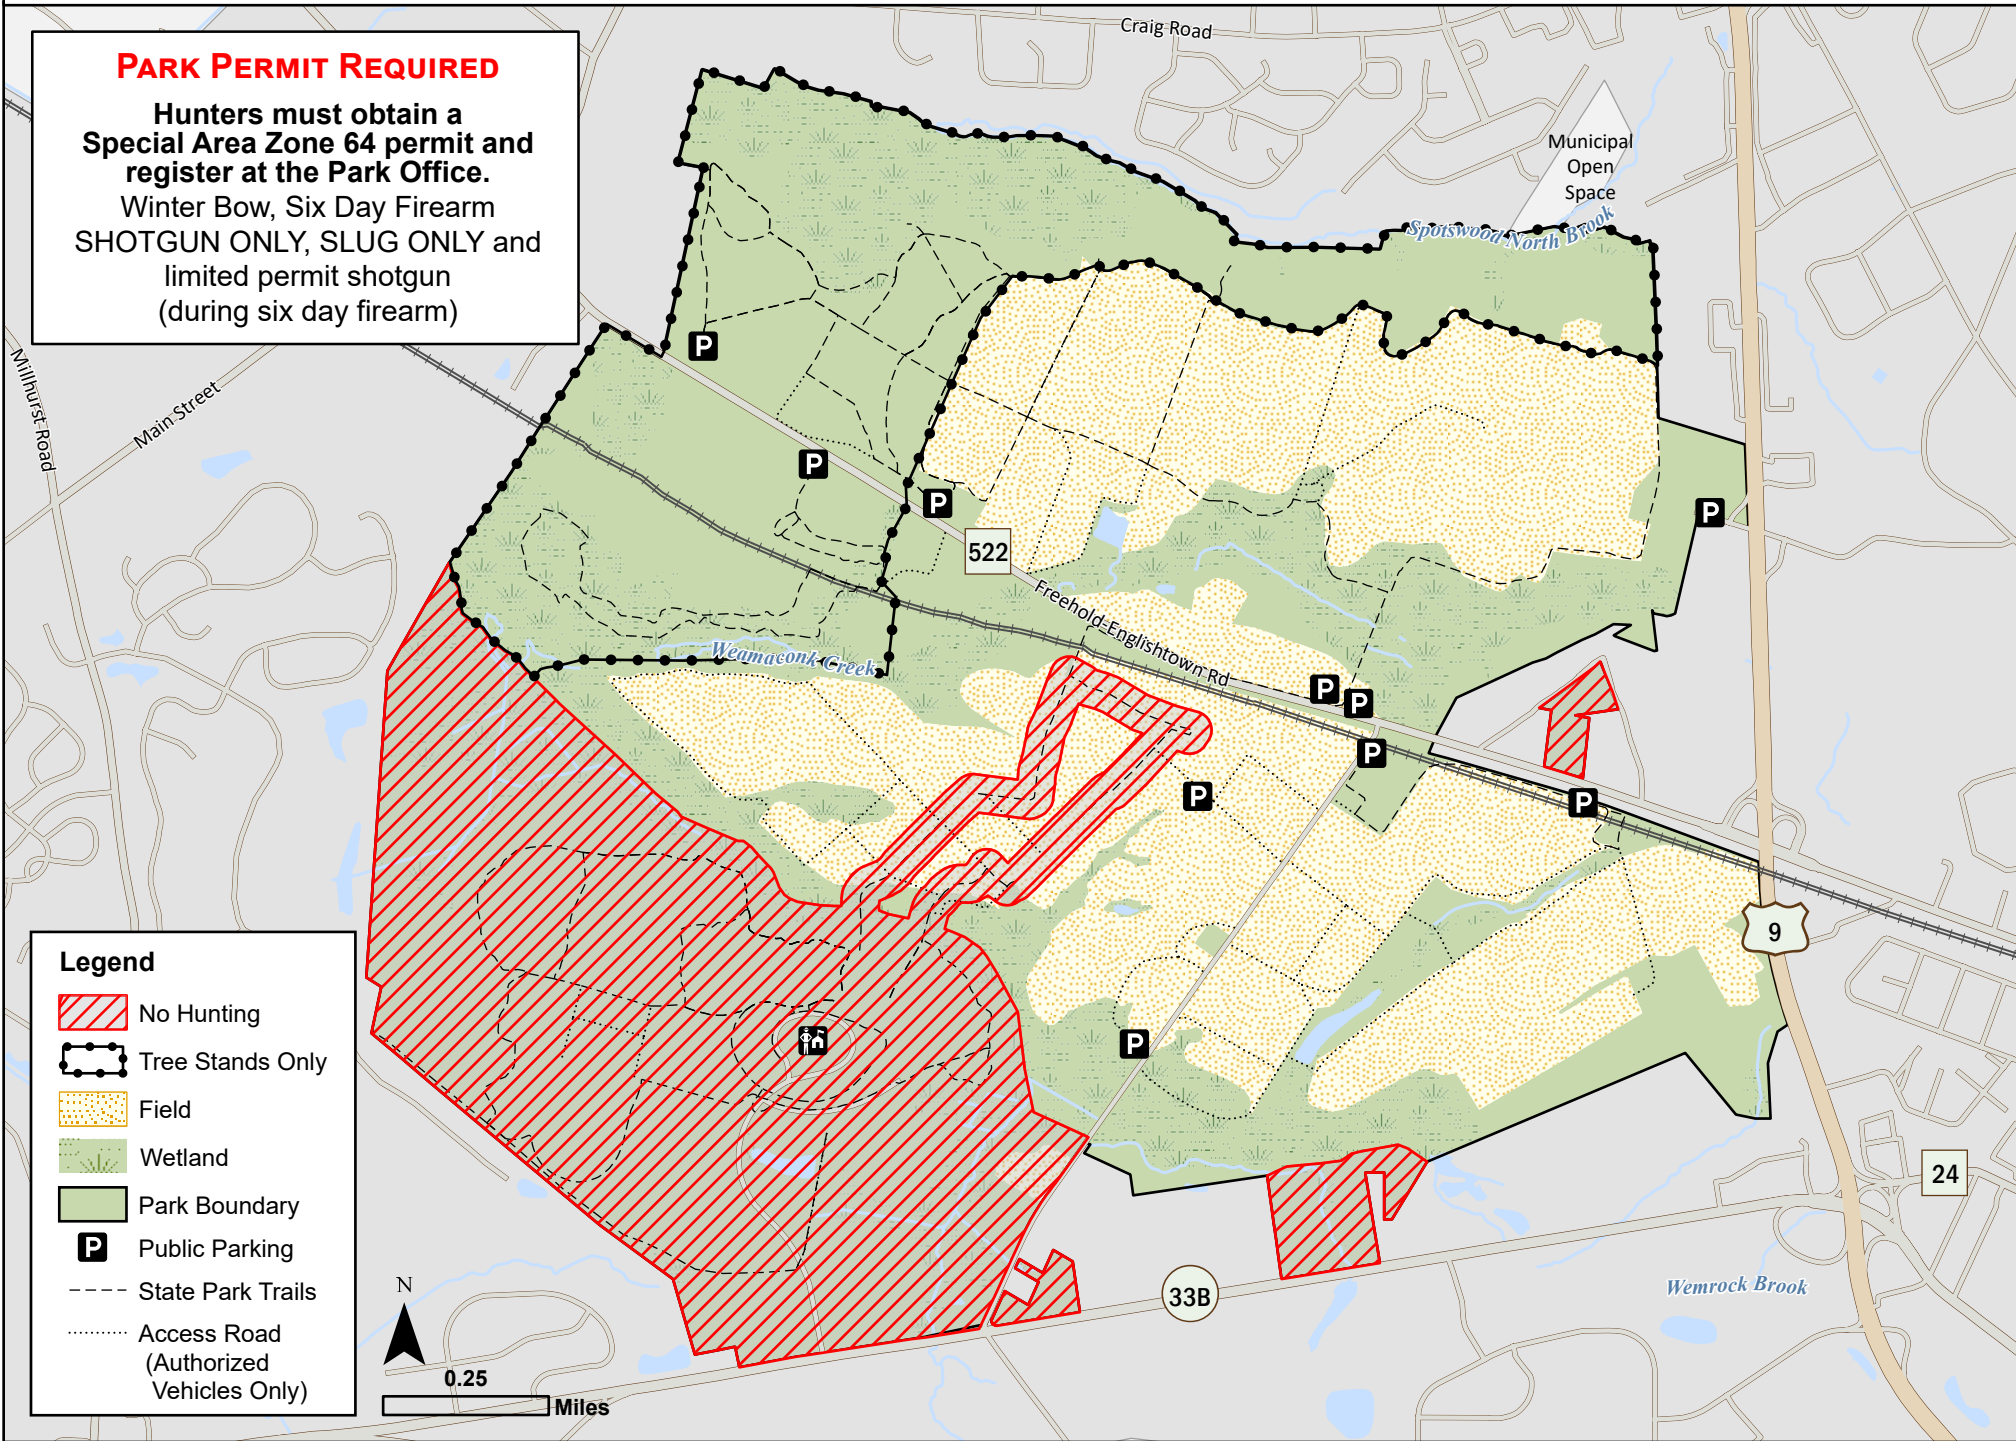 PARK PERMIT REQUIRED
Hunters must obtain a
Special Area Zone 64 permit and
register at the Park Office.
Winter Bow, Six Day Firearm
SHOTGUN ONLY, SLUG ONLY and
limited permit shotgun
(during six day firearm)
Craig Road
Municipal
Open
Space
Spotswood North Brook
Millhurst Road
Main Street
P
P
P
P
522
Freehold-Englishtown Rd
Weamaconk Creek
P
P
P
P
P
9
P
Legend
No Hunting
Tree Stands Only
Field
Wetland
Park Boundary
P Public Parking
State Park Trails
Access Road
(Authorized
Vehicles Only)
N
0.25
Miles
33B
24
Wemrock Brook